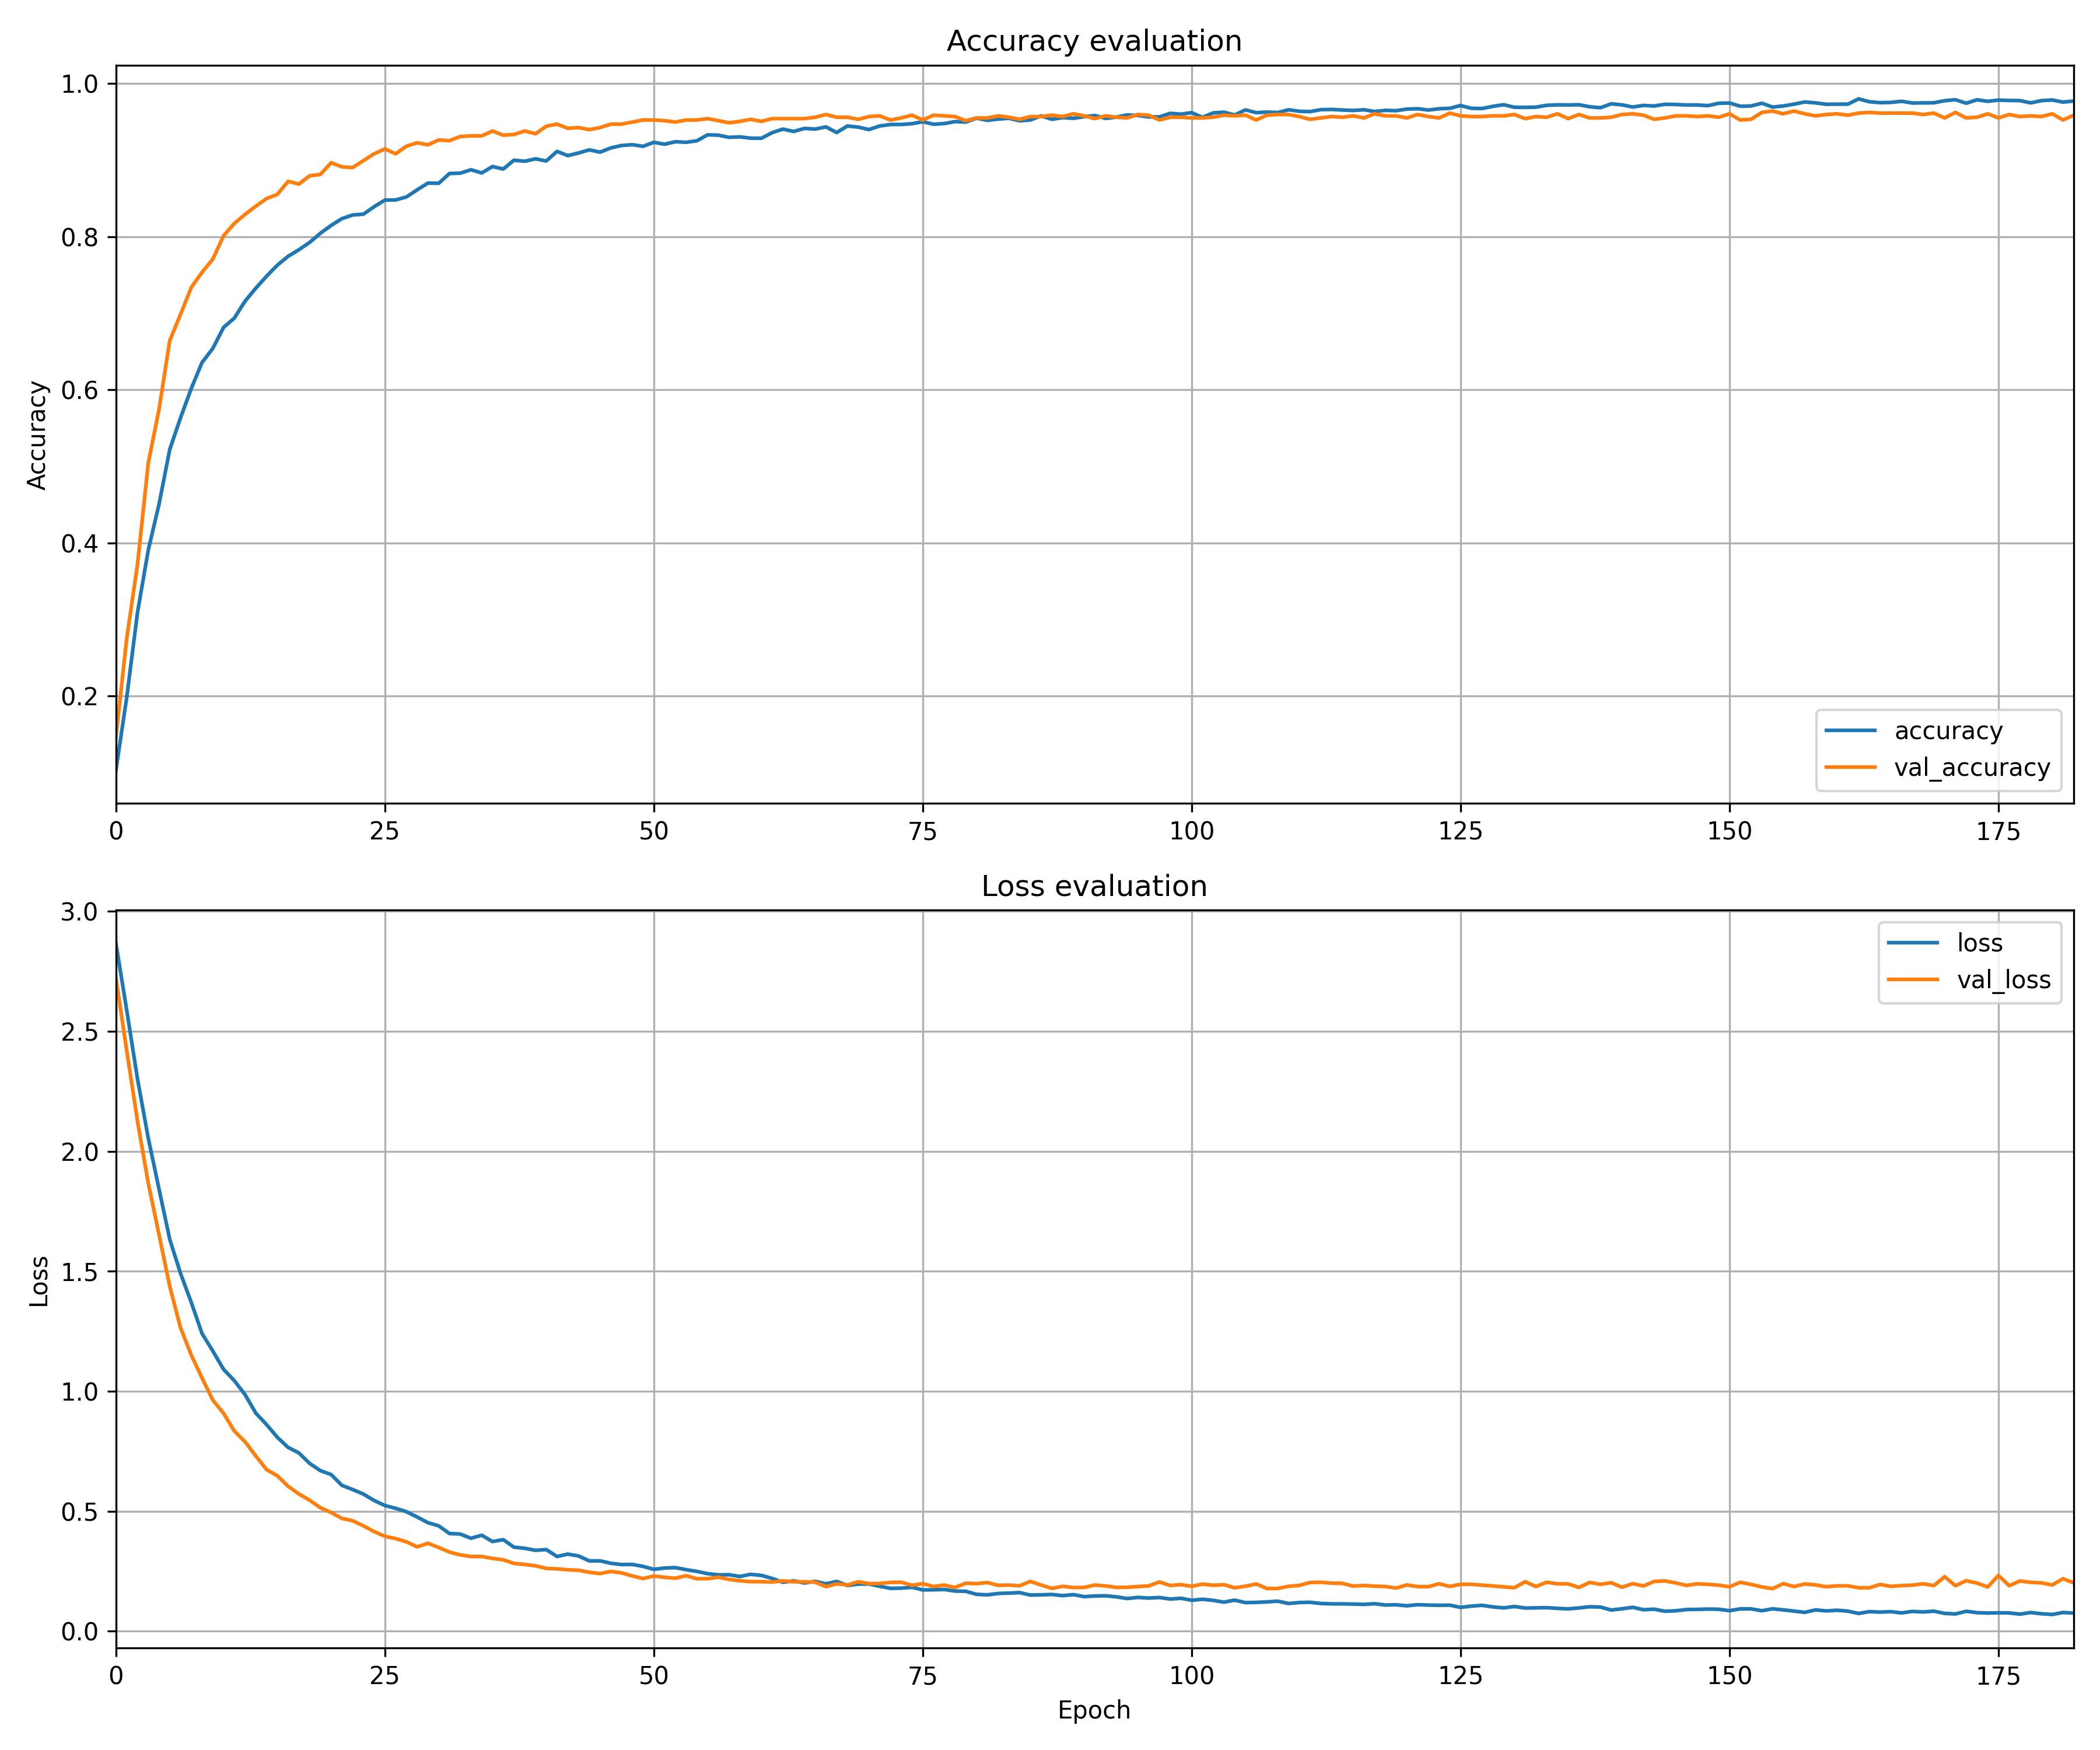 Accuracy evaluation
1.0
0.8
0.6
0.4
0.2
Accuracy
accuracy
val_accuracy
0 25 50 75 100 125 150 175
Loss evaluation
3.0
2.5
2.0
1.5
1.0
0.5
0.0
Loss
loss
val_loss
0 25 50 75 100 125 150 175
Epoch